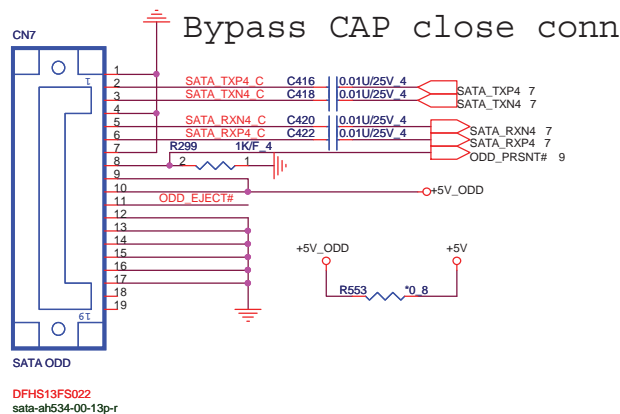 Bypass CAP close conn
CN7
1
1
2 SATA_TXP4_C C416 0.01U/25V_4 SATA_TXP4 7
3 SATA_TXN4_C C418 0.01U/25V_4 SATA_TXN4 7
4
5 SATA_RXN4_C C420 0.01U/25V_4 SATA_RXN4 7
6 SATA_RXP4_C C422 0.01U/25V_4 SATA_RXP4 7
7 R299 1K/F_4 ODD_PRSNT# 9
8 2 1
9
10 +5V_ODD
11 ODD_EJECT#
12
13
14
15
16
17
18
19
19
+5V_ODD +5V
R553 *0_8
SATA ODD
DFHS13FS022
sata-ah534-00-13p-r